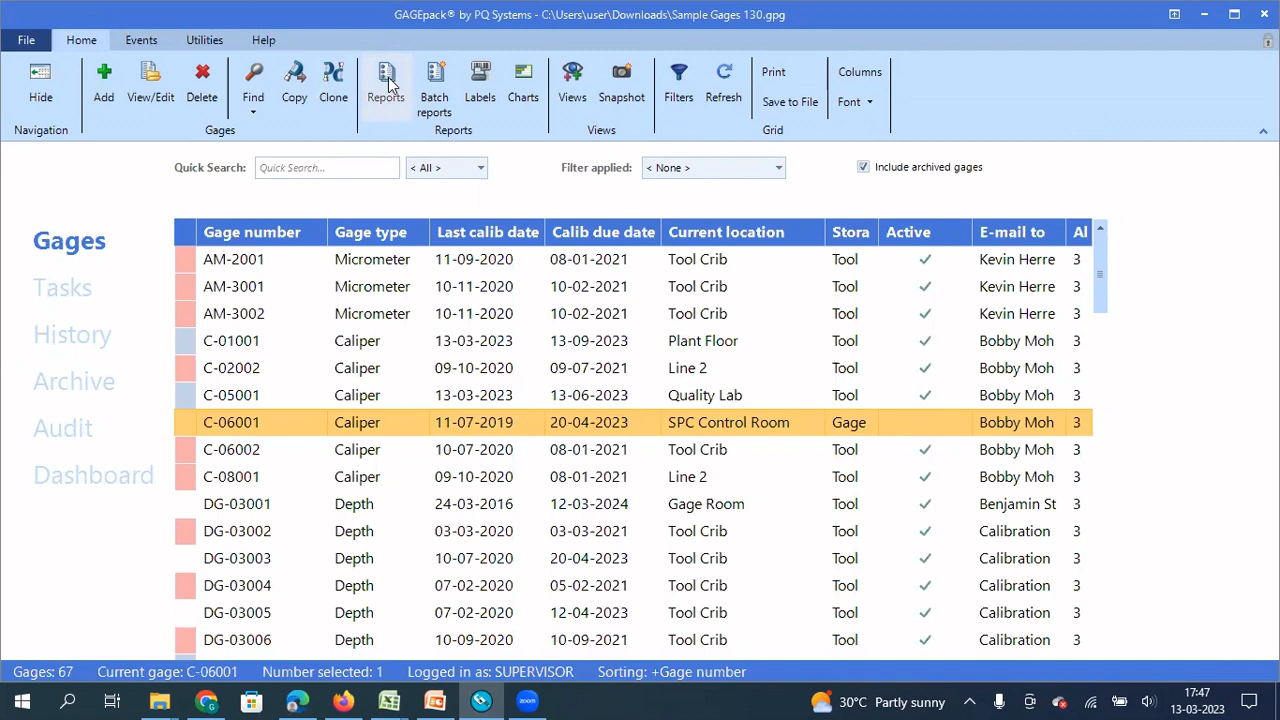 GAGEpack® by PQ Systems - C:\Users\user\Downloads\Sample Gages 130.gpg
File Home Events Utilities Help
Hide Add View/Edit Delete Find Copy Clone Reports Batch reports Labels Charts Views Snapshot Filters Refresh Print Save to File Columns Font
Navigation Gages Reports Views Grid
Quick Search: Quick Search... < All > Filter applied: < None > Include archived gages
Gages
Tasks
History
Archive
Audit
Dashboard
Gage number Gage type Last calib date Calib due date Current location Stora Active E-mail to Al
AM-2001 Micrometer 11-09-2020 08-01-2021 Tool Crib Tool Kevin Herre 3
AM-3001 Micrometer 10-11-2020 10-02-2021 Tool Crib Tool Kevin Herre 3
AM-3002 Micrometer 10-11-2020 10-02-2021 Tool Crib Tool Kevin Herre 3
C-01001 Caliper 13-03-2023 13-09-2023 Plant Floor Tool Bobby Moh 3
C-02002 Caliper 09-10-2020 09-07-2021 Line 2 Tool Bobby Moh 3
C-05001 Caliper 13-03-2023 13-06-2023 Quality Lab Tool Bobby Moh 3
C-06001 Caliper 11-07-2019 20-04-2023 SPC Control Room Gage Bobby Moh 3
C-06002 Caliper 10-07-2020 08-01-2021 Tool Crib Tool Bobby Moh 3
C-08001 Caliper 09-10-2020 08-01-2021 Line 2 Tool Bobby Moh 3
DG-03001 Depth 24-03-2016 12-03-2024 Gage Room Tool Benjamin St 3
DG-03002 Depth 03-03-2020 03-03-2021 Tool Crib Tool Calibration 3
DG-03003 Depth 10-07-2020 20-04-2023 Tool Crib Tool Calibration 3
DG-03004 Depth 07-02-2020 05-02-2021 Tool Crib Tool Calibration 3
DG-03005 Depth 07-02-2020 12-04-2023 Tool Crib Tool Calibration 3
DG-03006 Depth 10-09-2020 10-09-2021 Tool Crib Tool Calibration 3
Gages: 67 Current gage: C-06001 Number selected: 1 Logged in as: SUPERVISOR Sorting: +Gage number
zoom 30°C Partly sunny 17:47
13-03-2023